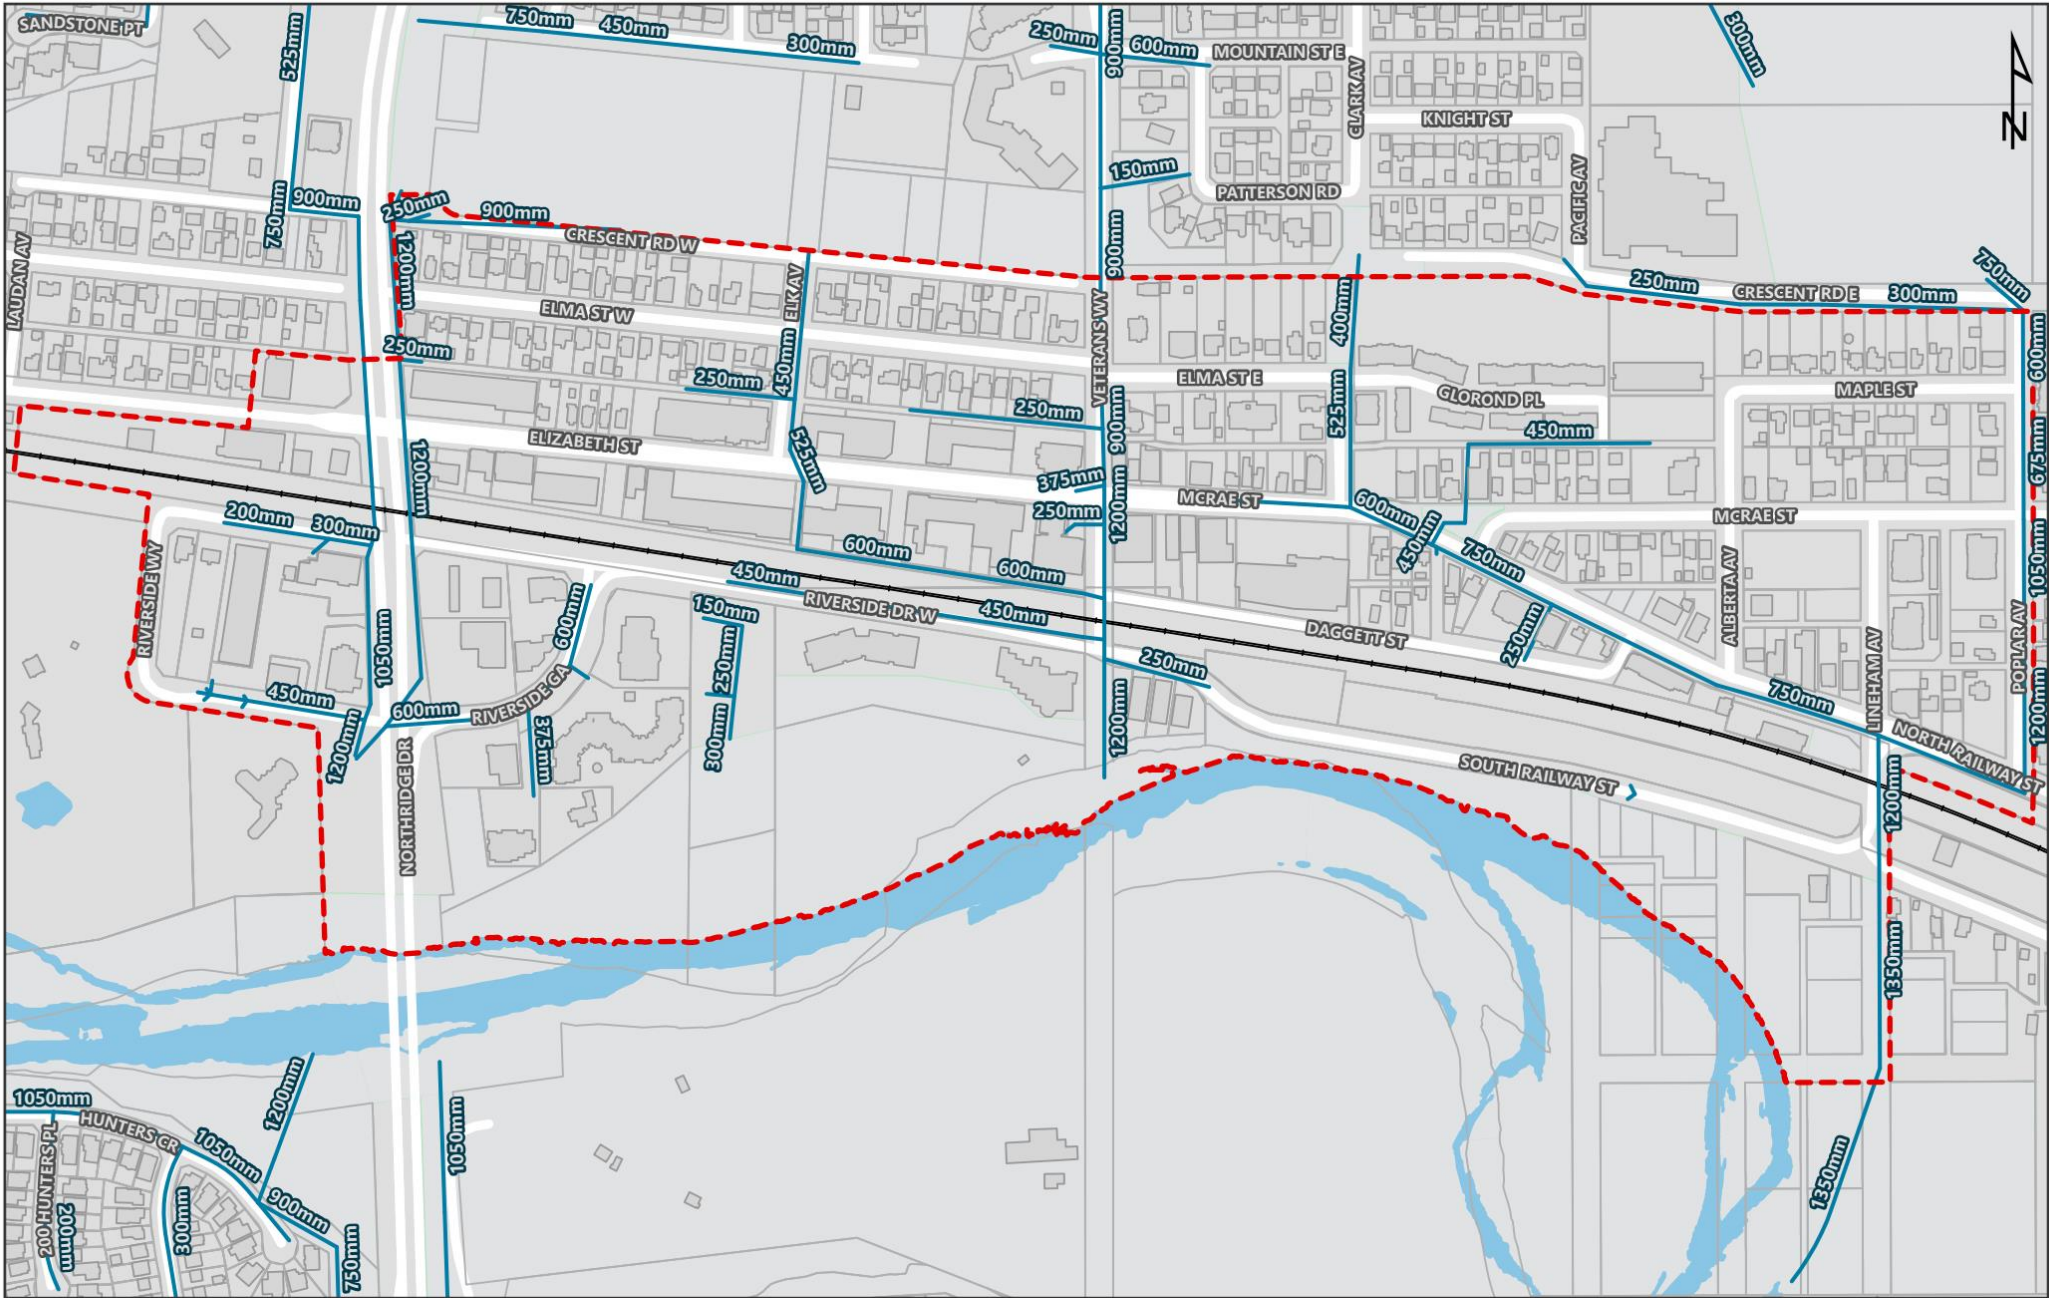 SANDSTONE PT
525mm
750mm
450mm
300mm
250mm
900mm
600mm
MOUNTAIN ST E
CLARK AV
300mm
N
KNIGHT ST
150mm
PATTERSON RD
PACIFIC AV
750mm
900mm
250mm
900mm
1200mm
CRESCENT RD W
900mm
LAUDAN AV
ELK AV
ELMA ST W
VETERANS WY
400mm
250mm
CRESCENT RD E
300mm
750mm
600mm
250mm
250mm
450mm
250mm
900mm
ELMA ST E
525mm
GLOROND PL
MAPLE ST
ELIZABETH ST
1200mm
525mm
375mm
1200mm
250mm
MCRAE ST
450mm
675mm
600mm
450mm
MCRAE ST
200mm
300mm
600mm
600mm
750mm
1050mm
RIVERSIDE WY
450mm
RIVERSIDE DR W
450mm
150mm
600mm
250mm
DAGGETT ST
250mm
ALBERTA AV
LINEHAM AV
POPLAR AV
1050mm
250mm
450mm
600mm
RIVERSIDE GA
375mm
300mm
1200mm
1200mm
NORTHRIDGE DR
750mm
NORTH RAILWAY ST
1200mm
SOUTH RAILWAY ST
1200mm
1350mm
1050mm
HUNTERS CR
1050mm
1200mm
1050mm
200 HUNTERS PL
200mm
300mm
900mm
750mm
1350mm